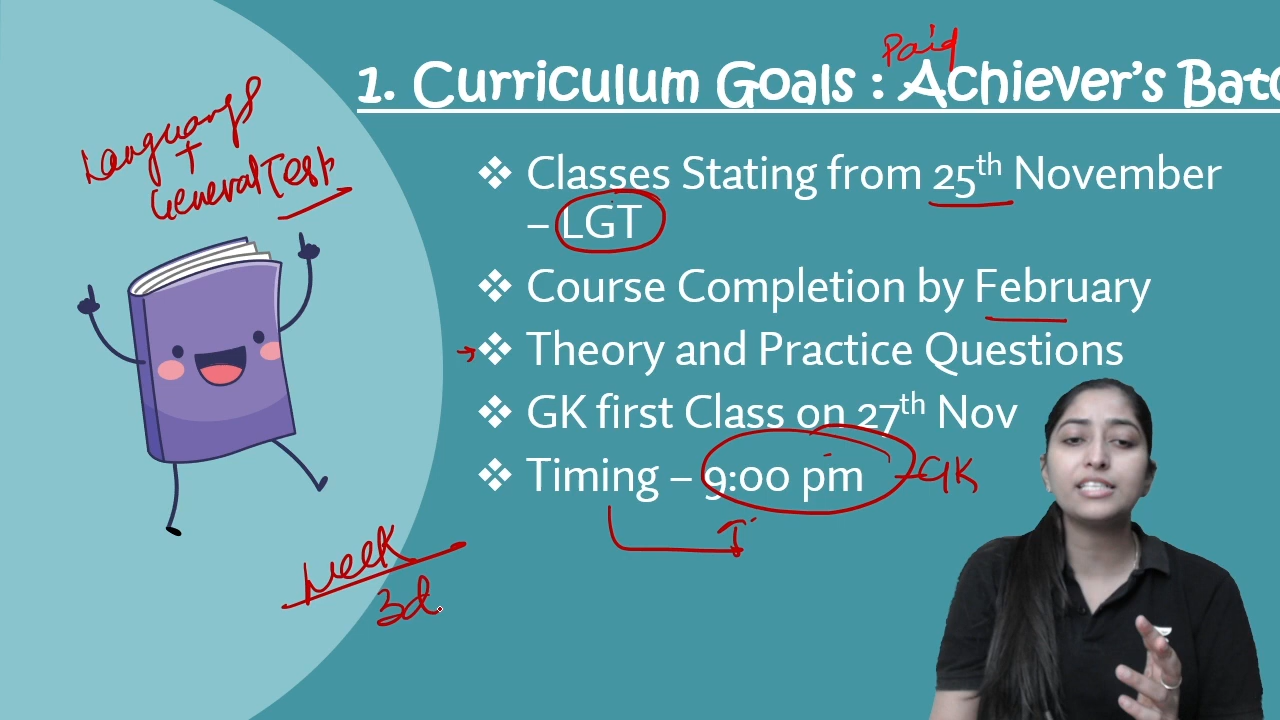 Paid
1. Curriculum Goals : Achiever's Batc
Language
+
General Test
❖ Classes Stating from 25th November
– LGT
❖ Course Completion by February
❖ Theory and Practice Questions
❖ GK first Class on 27th Nov
❖ Timing – 9:00 pm
GK
Week
3d